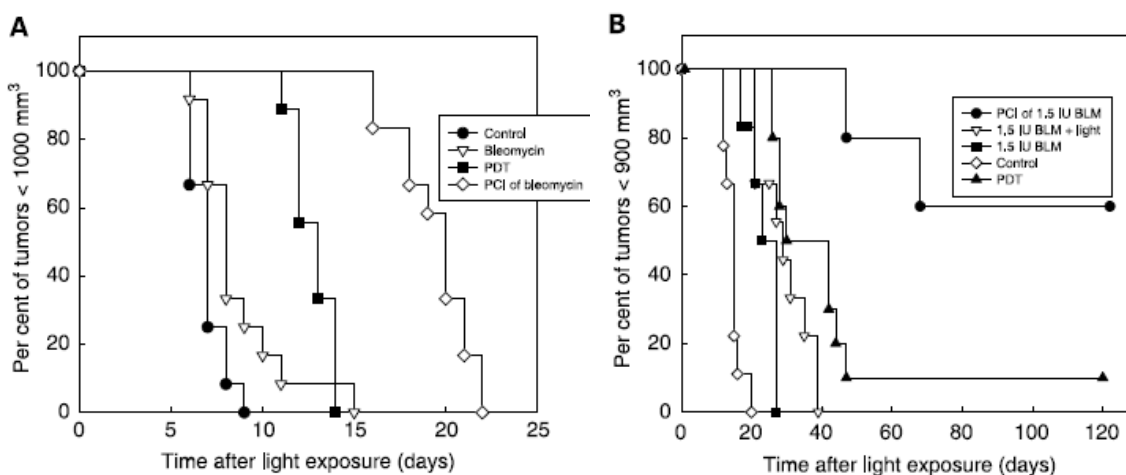 A
Per cent of tumors < 1000 mm³
100
80
60
40
20
0
Control
Bleomycin
PDT
PCI of bleomycin
0 5 10 15 20 25
Time after light exposure (days)
B
Per cent of tumors < 900 mm³
100
80
60
40
20
0
PCI of 1.5 IU BLM
1,5 IU BLM + light
1.5 IU BLM
Control
PDT
0 20 40 60 80 100 120
Time after light exposure (days)